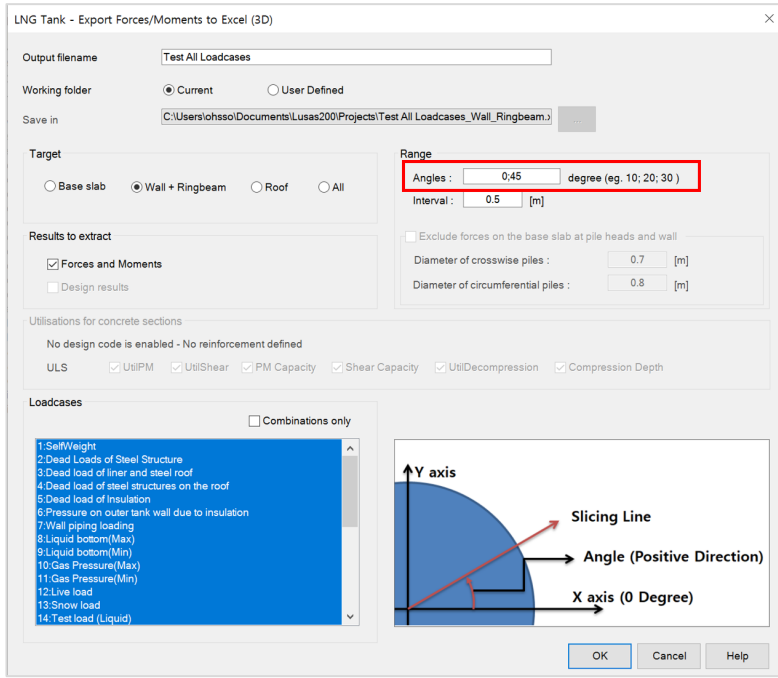 LNG Tank - Export Forces/Moments to Excel (3D)
Output filename Test All Loadcases
Working folder Current User Defined
Save in C:\Users\ohsso\Documents\Lusas200\Projects\Test All Loadcases_Wall_Ringbeam.x ...
Target
Base slab Wall + Ringbeam Roof All
Range
Angles : 0;45 degree (eg. 10; 20; 30 )
Interval : 0.5 [m]
Results to extract
Forces and Moments
Design results
Exclude forces on the base slab at pile heads and wall
Diameter of crosswise piles : 0.7 [m]
Diameter of circumferential piles : 0.8 [m]
Utilisations for concrete sections
No design code is enabled - No reinforcement defined
ULS UtilPM UtilShear PM Capacity Shear Capacity UtilDecompression Compression Depth
Loadcases
Combinations only
1:SelfWeight
2:Dead Loads of Steel Structure
3:Dead load of liner and steel roof
4:Dead load of steel structures on the roof
5:Dead load of Insulation
6:Pressure on outer tank wall due to insulation
7:Wall piping loading
8:Liquid bottom(Max)
9:Liquid bottom(Min)
10:Gas Pressure(Max)
11:Gas Pressure(Min)
12:Live load
13:Snow load
14:Test load (Liquid)
Y axis
Slicing Line
Angle (Positive Direction)
X axis (0 Degree)
OK Cancel Help